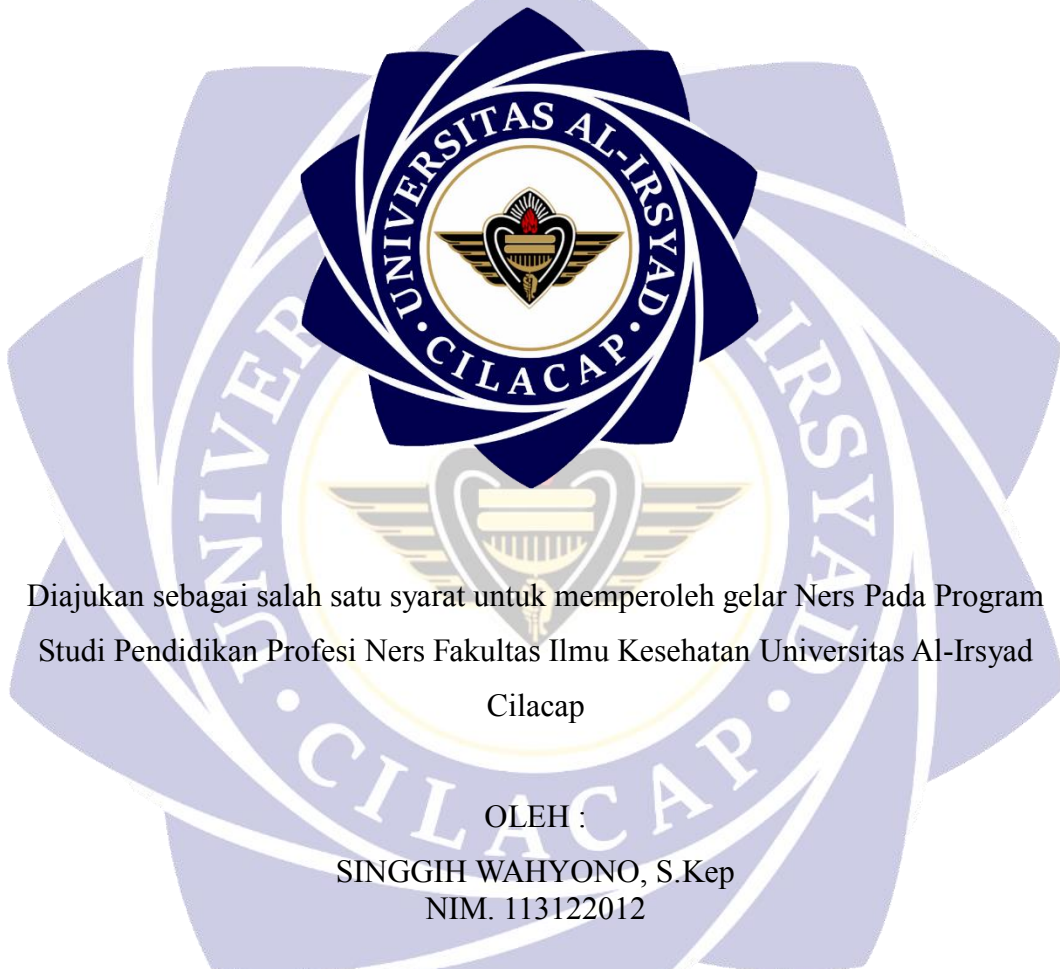 UNIVERSITAS AL-IRSYAD
CILACAP
Diajukan sebagai salah satu syarat untuk memperoleh gelar Ners Pada Program
Studi Pendidikan Profesi Ners Fakultas Ilmu Kesehatan Universitas Al-Irsyad
Cilacap
OLEH :
SINGGIH WAHYONO, S.Kep
NIM. 113122012